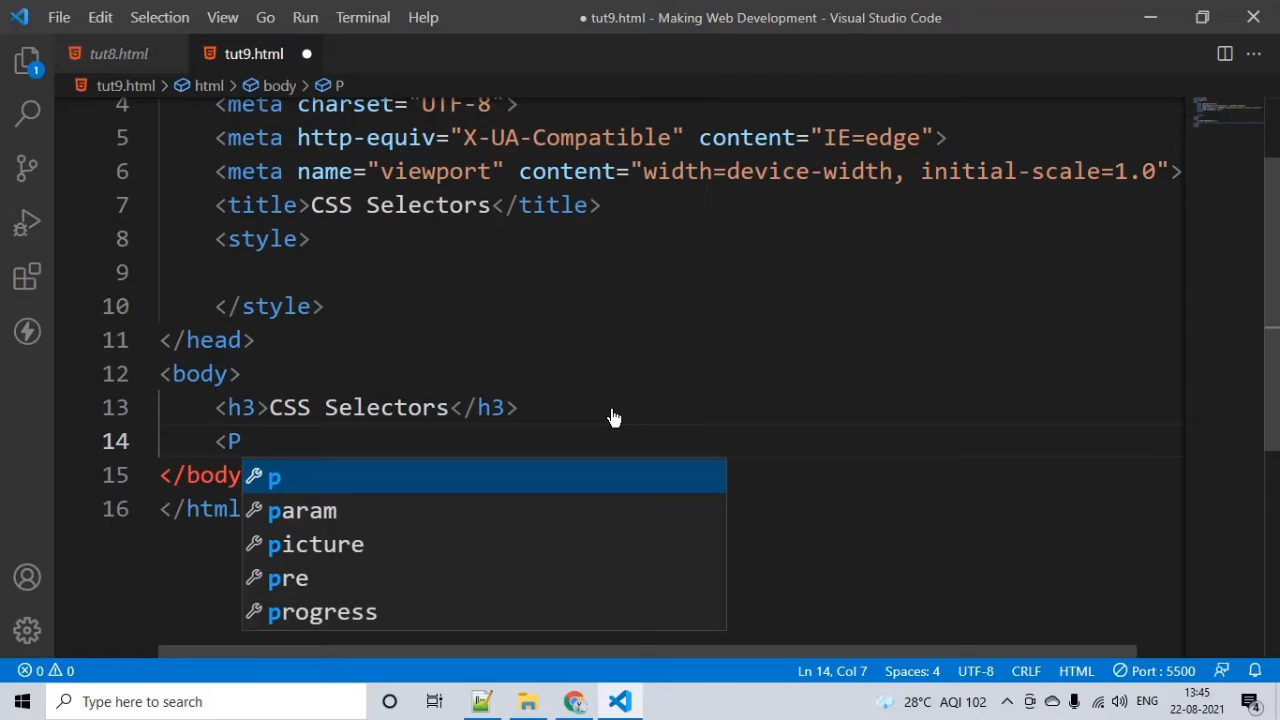 File Edit Selection View Go Run Terminal Help ● tut9.html - Making Web Development - Visual Studio Code
tut8.html tut9.html ●
1
tut9.html > html > body > P
4 <meta charset="UTF-8">
5 <meta http-equiv="X-UA-Compatible" content="IE=edge">
6 <meta name="viewport" content="width=device-width, initial-scale=1.0">
7 <title>CSS Selectors</title>
8 <style>
9
10 </style>
11 </head>
12 <body>
13 <h3>CSS Selectors</h3>
14 <P
15 </body
p
16 </html
param
picture
pre
progress
0 0 Ln 14, Col 7 Spaces: 4 UTF-8 CRLF HTML Port : 5500
Type here to search 28°C AQI 102 ENG 13:45
22-08-2021 4